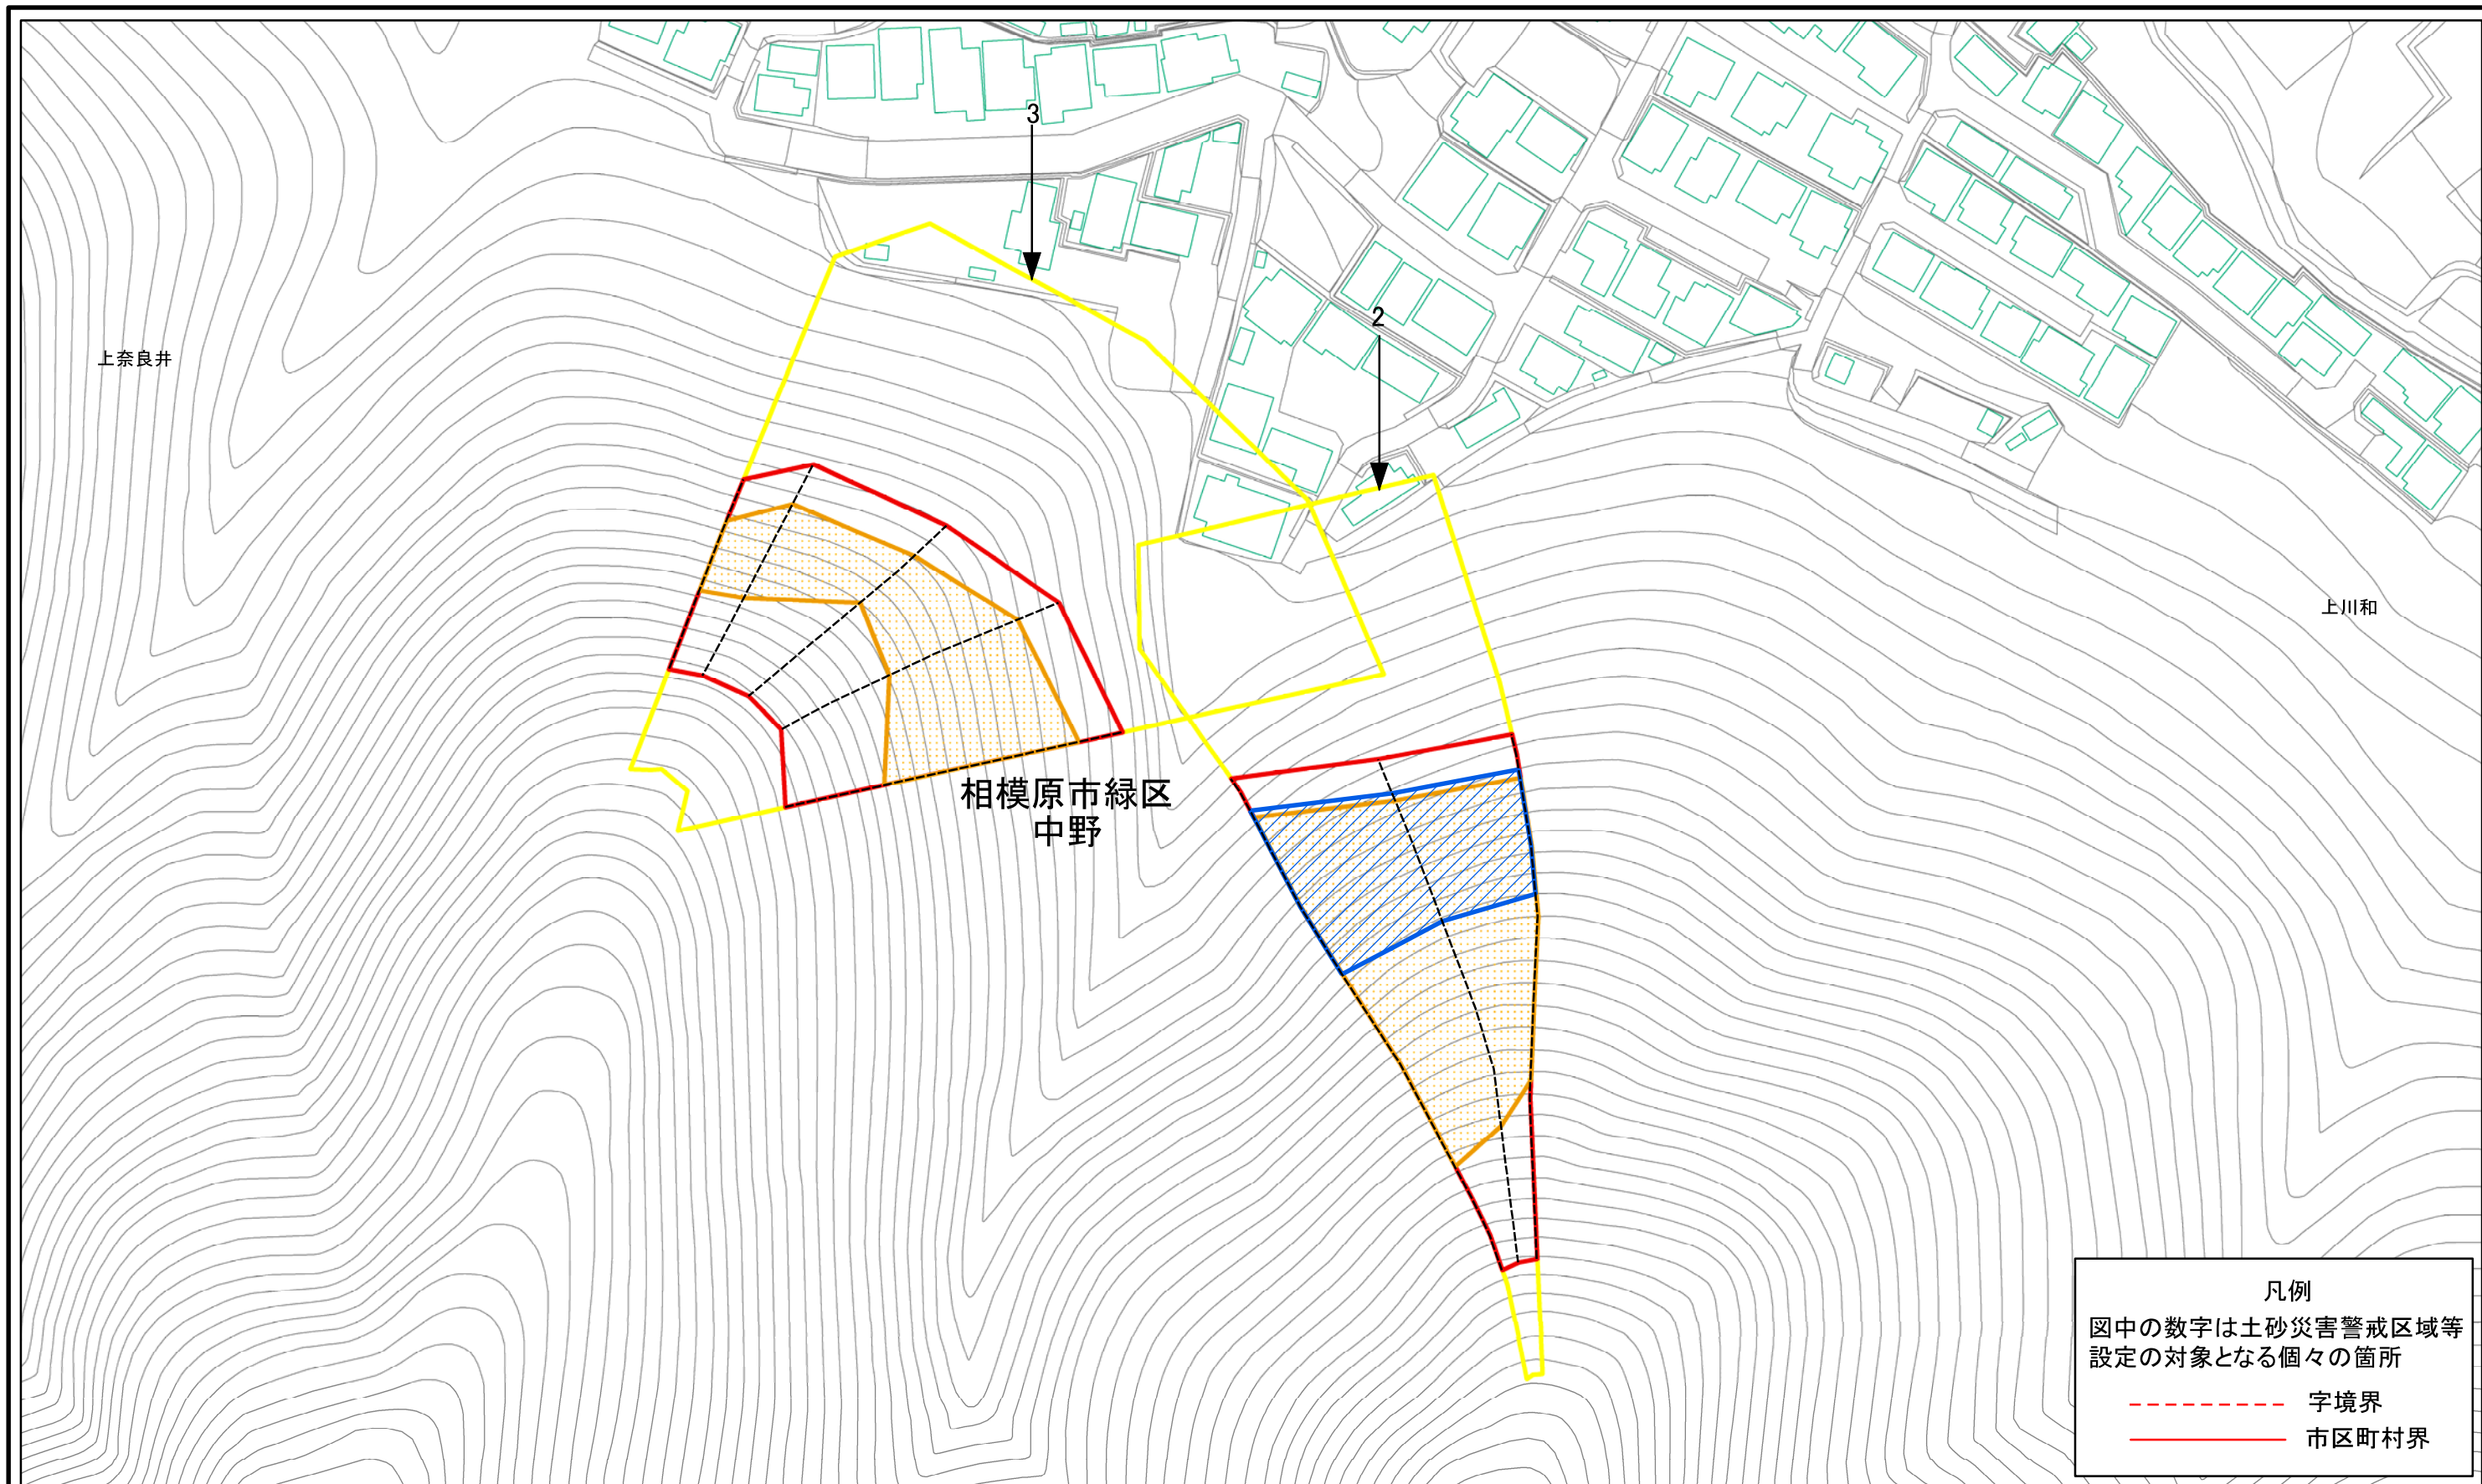 3
2
上奈良井
上川和
相模原市緑区
中野
凡例
図中の数字は土砂災害警戒区域等
設定の対象となる個々の箇所
字境界
市区町村界